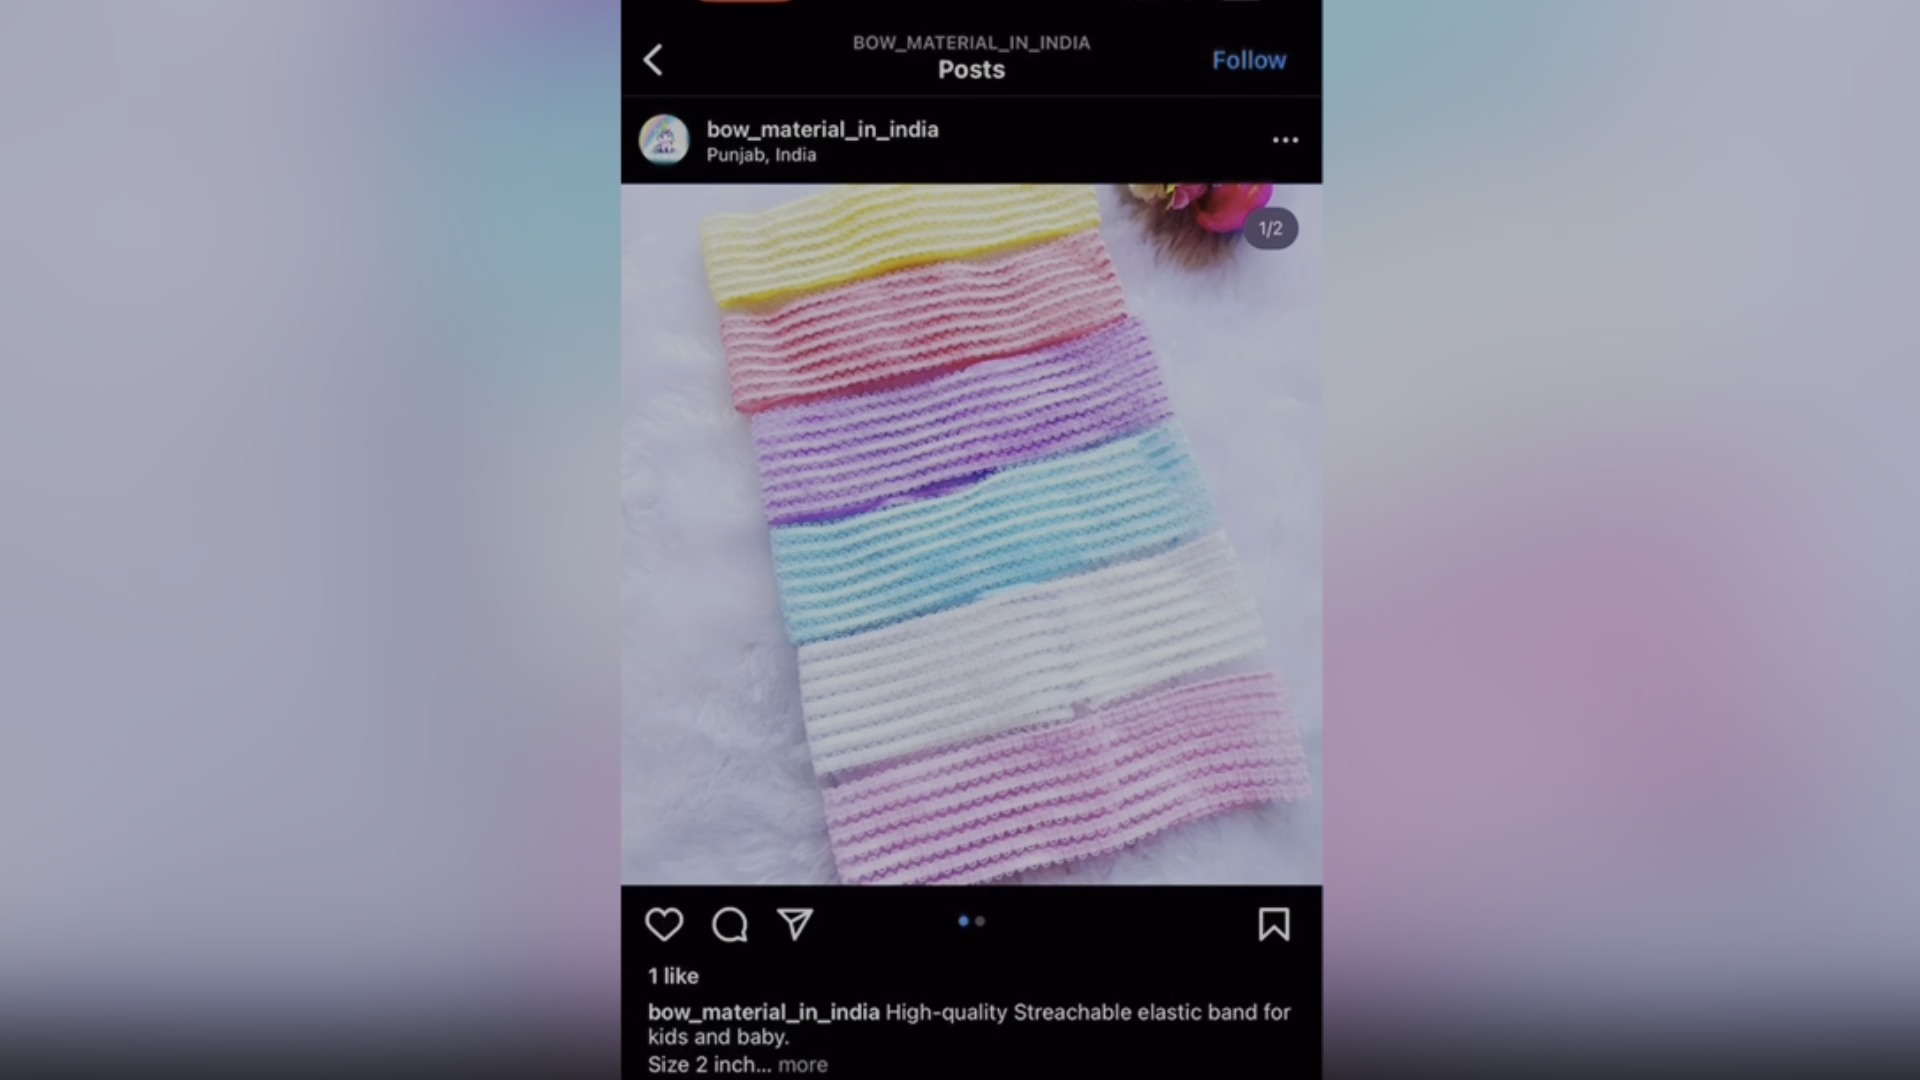 BOW_MATERIAL_IN_INDIA
Posts
Follow
bow_material_in_india
Punjab, India
1/2
1 like
bow_material_in_india High-quality Streachable elastic band for
kids and baby.
Size 2 inch... more